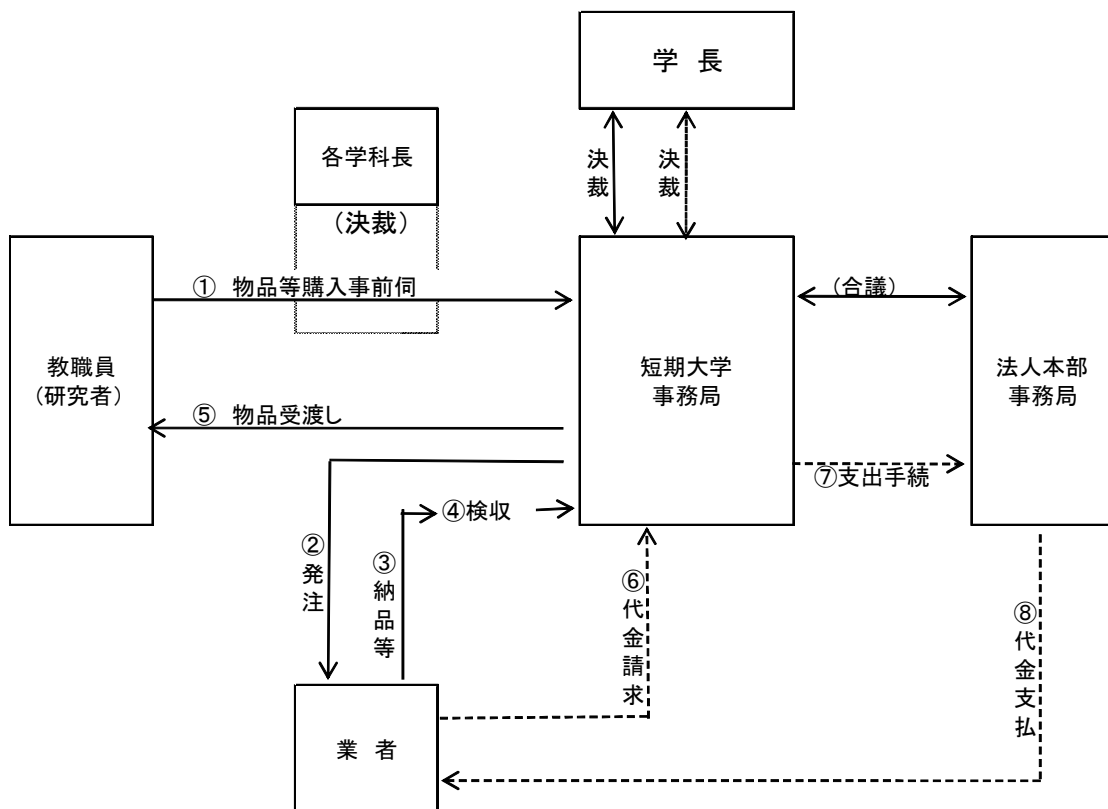 学 長
各学科長
(決裁)
決裁
決裁
① 物品等購入事前伺
(合議)
教職員
(研究者)
短期大学
事務局
法人本部
事務局
⑤ 物品受渡し
⑦支出手続
④検収
②発注
③納品等
⑥代金請求
⑧代金支払
業 者